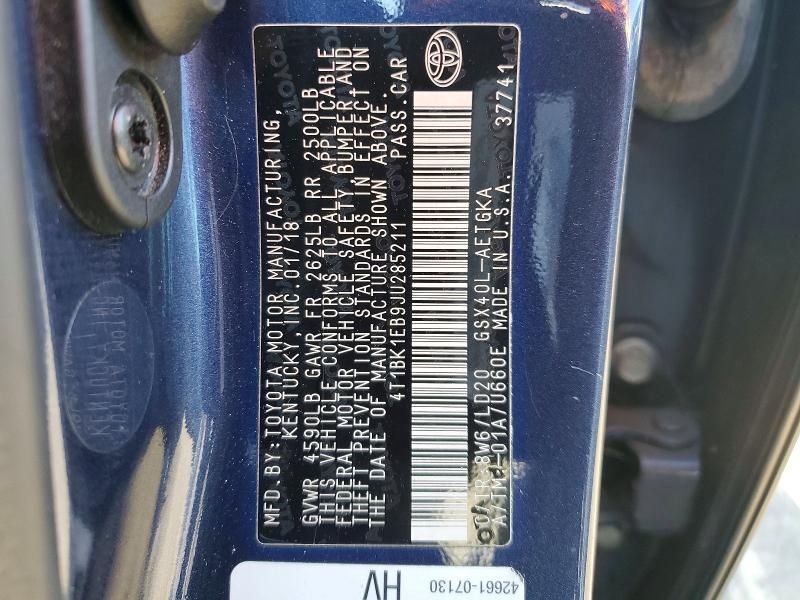 MFD.BY:TOYOTA MOTOR MANUFACTURING,
KENTUCKY,INC.01/18
GVWR 4590LB GAWR FR 2625LB RR 2500LB
THIS VEHICLE CONFORMS TO ALL APPLICABLE
FEDERAL MOTOR VEHICLE SAFETY BUMPER AND
THEFT PREVENTION STANDARDS IN EFFECT ON
THE DATE OF MANUFACTURE SHOWN ABOVE.
4T1BK1EB9JU285211 PASS.CAR
C/TR:8W6/LD20 GSX40L-AETGKA
A/TM:-01A/U660E MADE IN U.S.A. 37741
HV
42661-07130